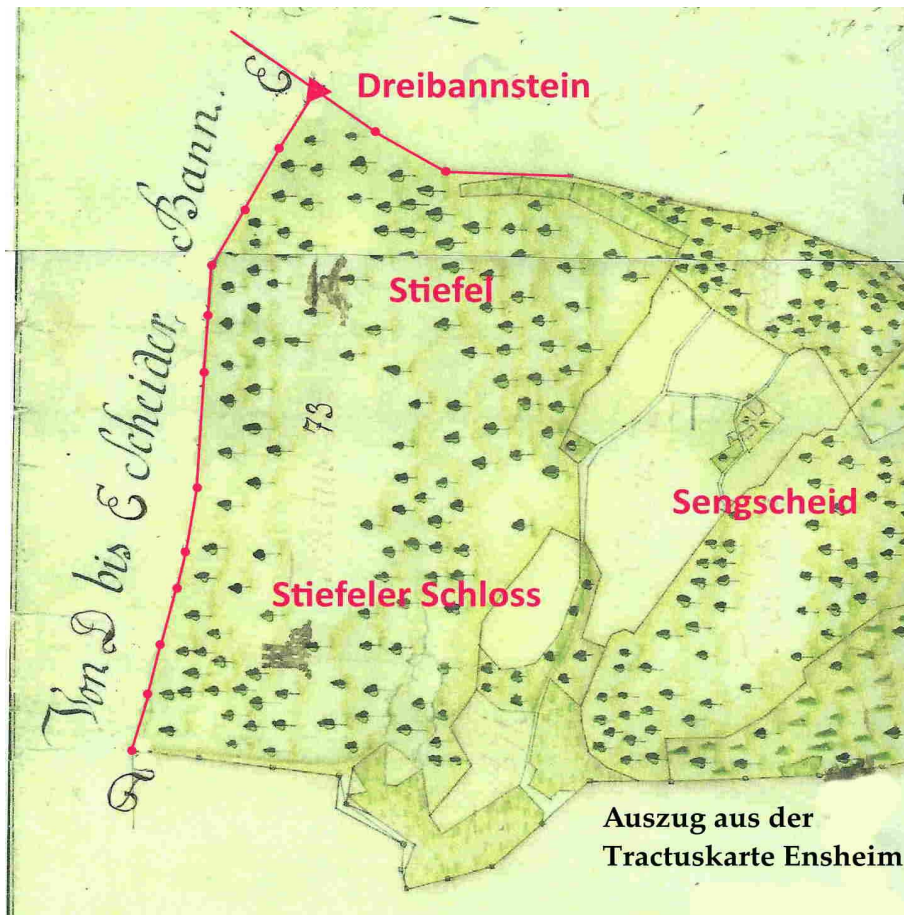 Dreibannstein
E
Von D bis E Scheider Bann..
Stiefel
73
Sengscheid
Stiefeler Schloss
D
Auszug aus der
Tractuskarte Ensheim